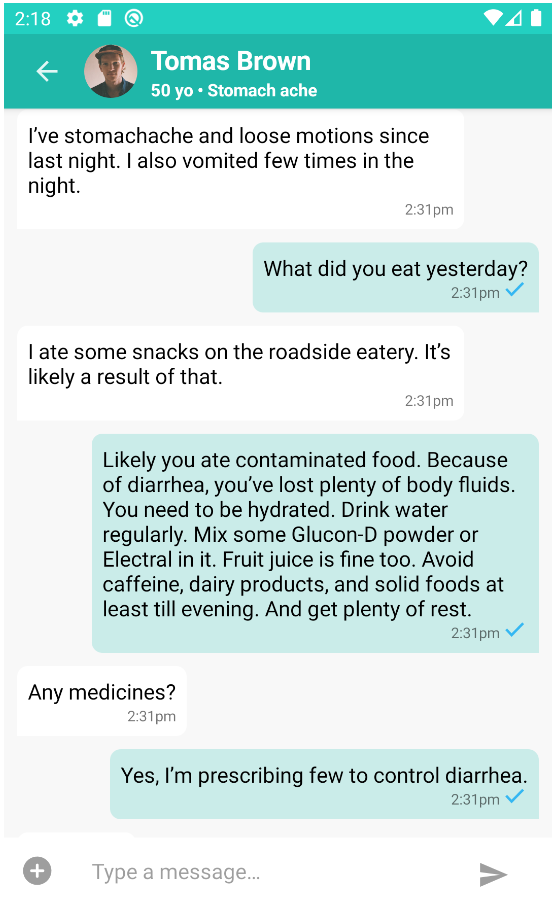 2:18
Tomas Brown
50 yo • Stomach ache
I've stomachache and loose motions since
last night. I also vomited few times in the
night.
2:31pm
What did you eat yesterday?
2:31pm
I ate some snacks on the roadside eatery. It's
likely a result of that.
2:31pm
Likely you ate contaminated food. Because
of diarrhea, you've lost plenty of body fluids.
You need to be hydrated. Drink water
regularly. Mix some Glucon-D powder or
Electral in it. Fruit juice is fine too. Avoid
caffeine, dairy products, and solid foods at
least till evening. And get plenty of rest.
2:31pm
Any medicines?
2:31pm
Yes, I'm prescribing few to control diarrhea.
2:31pm
Type a message...